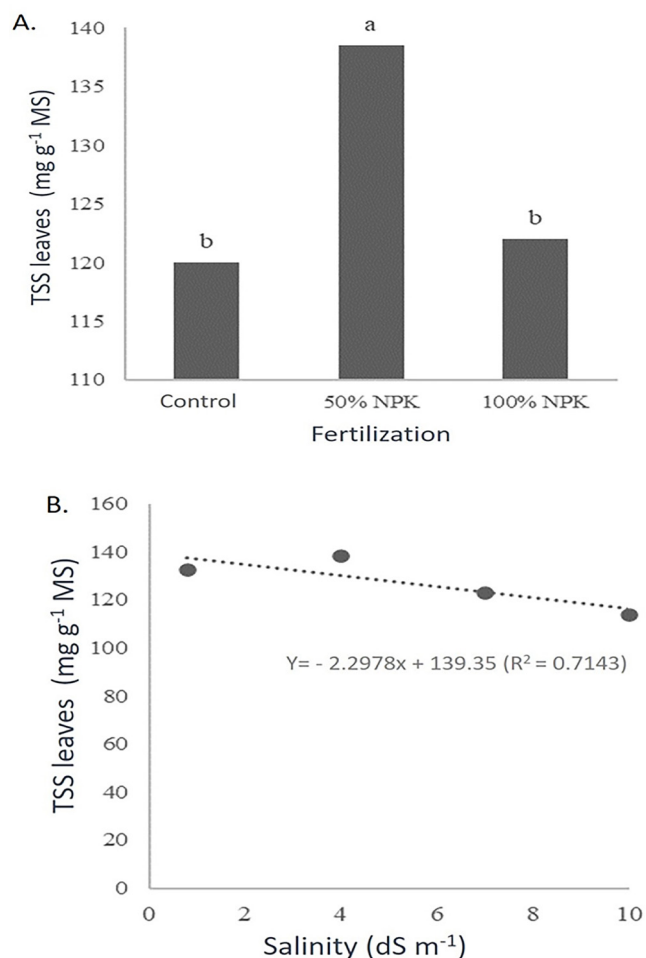 A.
TSS leaves (mg g⁻¹ MS)
140
135
130
125
120
115
110
b
a
b
Control 50% NPK 100% NPK
Fertilization
B.
TSS leaves (mg g⁻¹ MS)
160
140
120
100
80
60
40
20
0
Y= - 2.2978x + 139.35 (R² = 0.7143)
0 2 4 6 8 10
Salinity (dS m⁻¹)